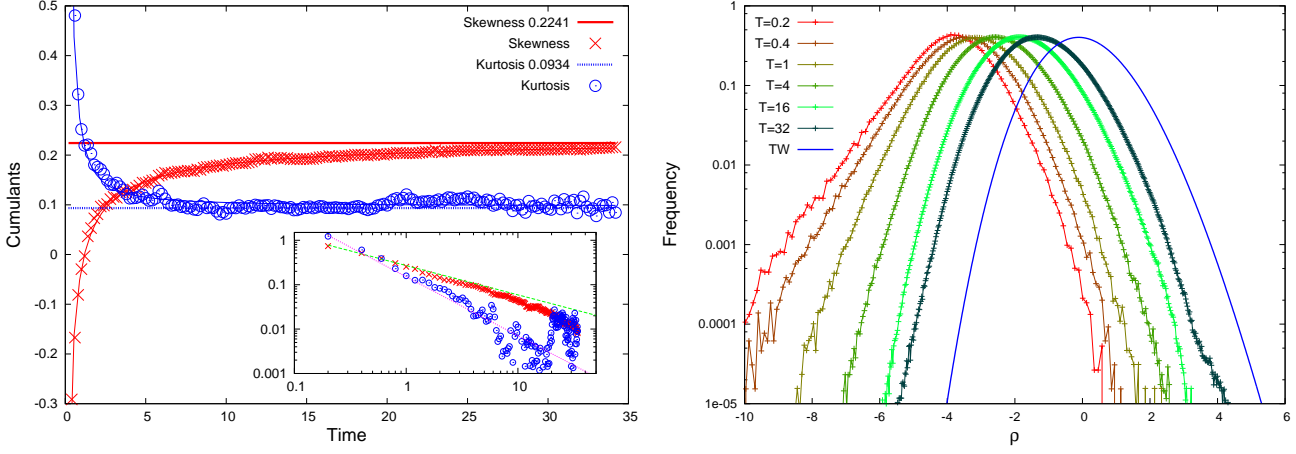 Cumulants
0.5
0.4
0.3
0.2
0.1
0
-0.1
-0.2
-0.3
Skewness 0.2241
Skewness
Kurtosis 0.0934
Kurtosis
1
0.1
0.01
0.001
0.1
1
10
0 5 10 15 20 25 30 35
Time
Frequency
1
0.1
0.01
0.001
0.0001
1e-05
T=0.2
T=0.4
T=1
T=4
T=16
T=32
TW
-10 -8 -6 -4 -2 0 2 4 6
ρ